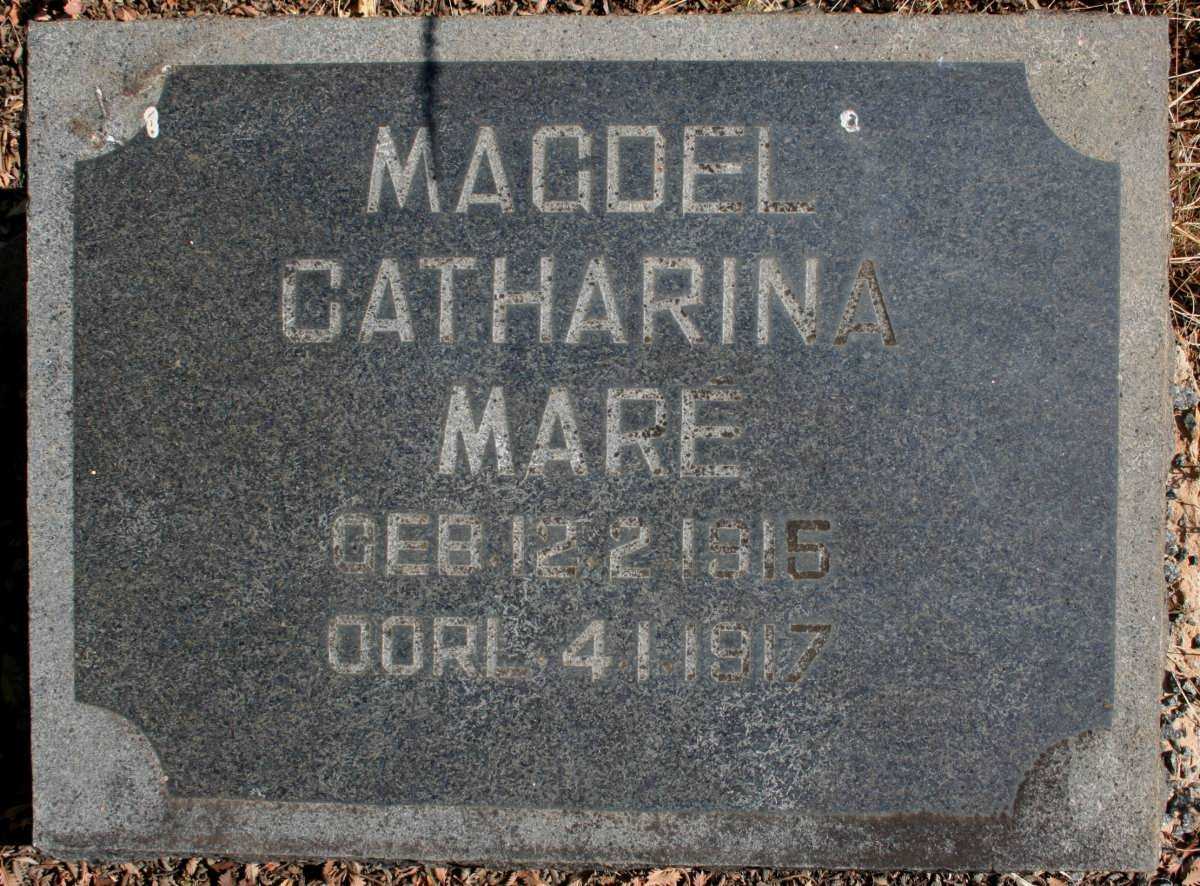 MAGDEL
CATHARINA
MARÉ
GEB·12·2·1916
OORL·4·1·1917